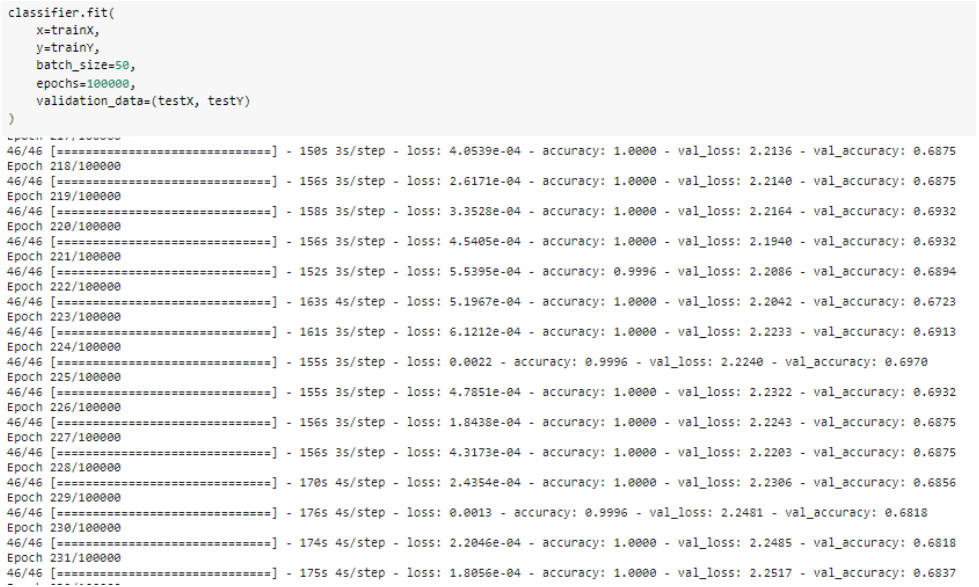 classifier.fit(
x=trainX,
y=trainY,
batch_size=50,
epochs=100000,
validation_data=(testX, testY)
)
Epoch 217/100000
46/46 [==============================] - 150s 3s/step - loss: 4.0539e-04 - accuracy: 1.0000 - val_loss: 2.2136 - val_accuracy: 0.6875
Epoch 218/100000
46/46 [==============================] - 156s 3s/step - loss: 2.6171e-04 - accuracy: 1.0000 - val_loss: 2.2140 - val_accuracy: 0.6875
Epoch 219/100000
46/46 [==============================] - 158s 3s/step - loss: 3.3528e-04 - accuracy: 1.0000 - val_loss: 2.2164 - val_accuracy: 0.6932
Epoch 220/100000
46/46 [==============================] - 156s 3s/step - loss: 4.5405e-04 - accuracy: 1.0000 - val_loss: 2.1940 - val_accuracy: 0.6932
Epoch 221/100000
46/46 [==============================] - 152s 3s/step - loss: 5.5395e-04 - accuracy: 0.9996 - val_loss: 2.2086 - val_accuracy: 0.6894
Epoch 222/100000
46/46 [==============================] - 163s 4s/step - loss: 5.1967e-04 - accuracy: 1.0000 - val_loss: 2.2042 - val_accuracy: 0.6723
Epoch 223/100000
46/46 [==============================] - 161s 3s/step - loss: 6.1212e-04 - accuracy: 1.0000 - val_loss: 2.2233 - val_accuracy: 0.6913
Epoch 224/100000
46/46 [==============================] - 155s 3s/step - loss: 0.0022 - accuracy: 0.9996 - val_loss: 2.2240 - val_accuracy: 0.6970
Epoch 225/100000
46/46 [==============================] - 155s 3s/step - loss: 4.7851e-04 - accuracy: 1.0000 - val_loss: 2.2322 - val_accuracy: 0.6932
Epoch 226/100000
46/46 [==============================] - 156s 3s/step - loss: 1.8438e-04 - accuracy: 1.0000 - val_loss: 2.2243 - val_accuracy: 0.6875
Epoch 227/100000
46/46 [==============================] - 156s 3s/step - loss: 4.3173e-04 - accuracy: 1.0000 - val_loss: 2.2203 - val_accuracy: 0.6875
Epoch 228/100000
46/46 [==============================] - 170s 4s/step - loss: 2.4354e-04 - accuracy: 1.0000 - val_loss: 2.2306 - val_accuracy: 0.6856
Epoch 229/100000
46/46 [==============================] - 176s 4s/step - loss: 0.0013 - accuracy: 0.9996 - val_loss: 2.2481 - val_accuracy: 0.6818
Epoch 230/100000
46/46 [==============================] - 174s 4s/step - loss: 2.2046e-04 - accuracy: 1.0000 - val_loss: 2.2485 - val_accuracy: 0.6818
Epoch 231/100000
46/46 [==============================] - 175s 4s/step - loss: 1.8056e-04 - accuracy: 1.0000 - val_loss: 2.2517 - val_accuracy: 0.6837